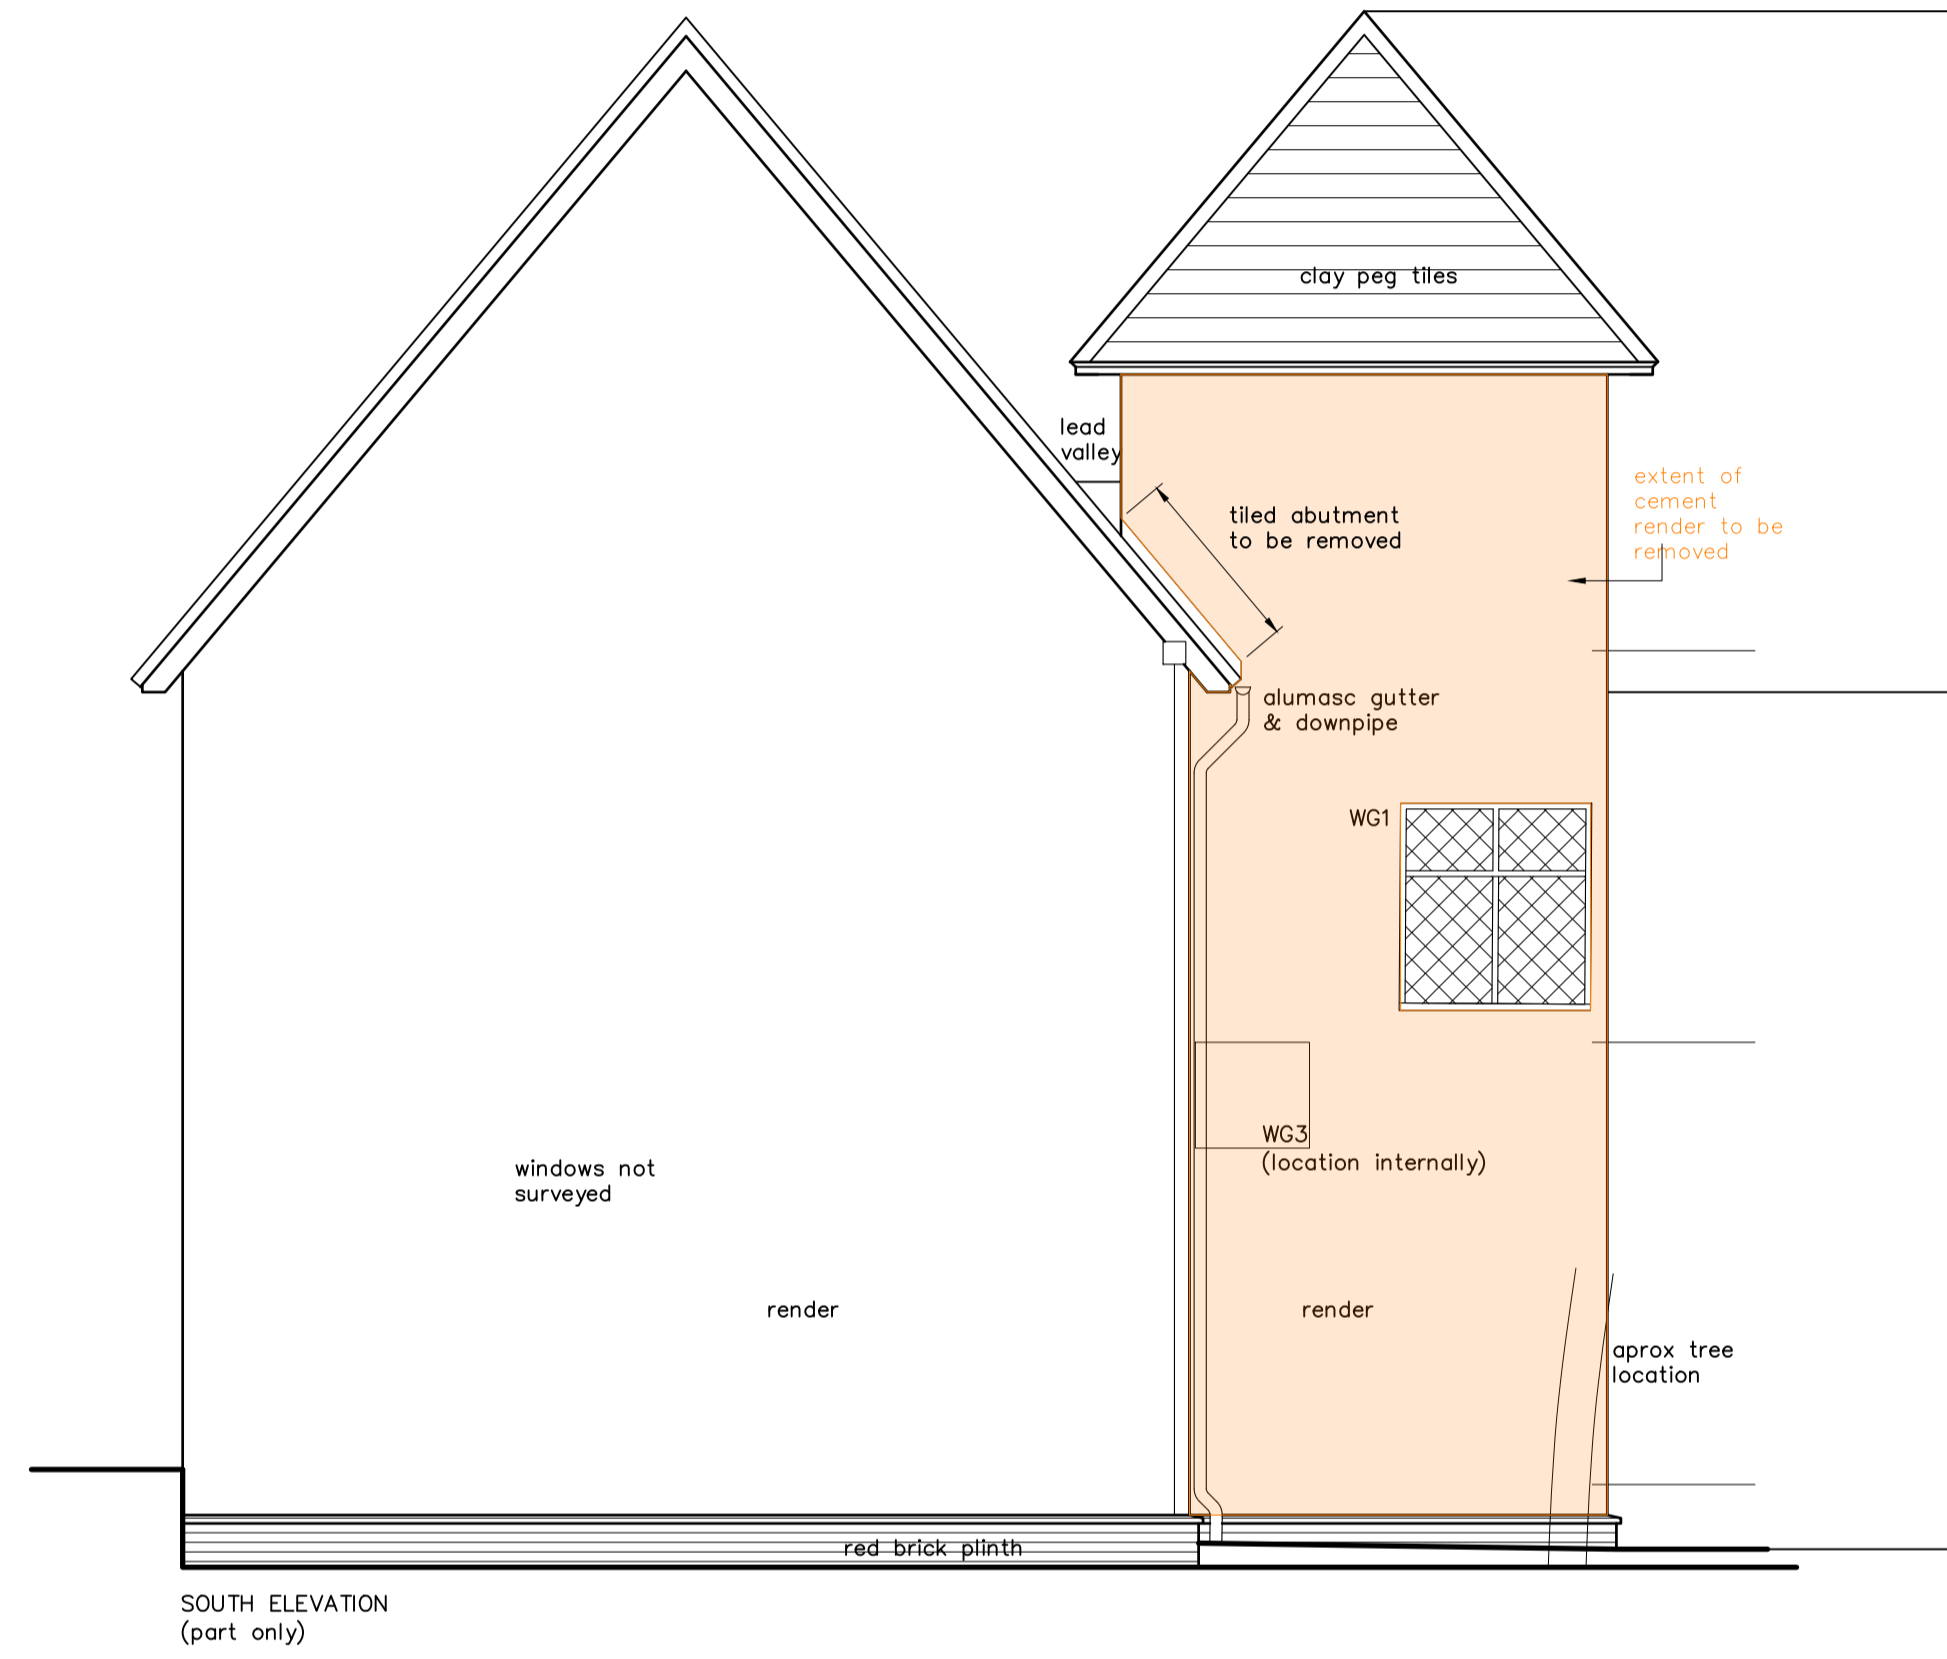 clay peg tiles
lead
valley
extent of
cement
render to be
removed
tiled abutment
to be removed
alumasc gutter
& downpipe
WG1
WG3
(location internally)
windows not
surveyed
render
render
aprox tree
location
red brick plinth
SOUTH ELEVATION
(part only)